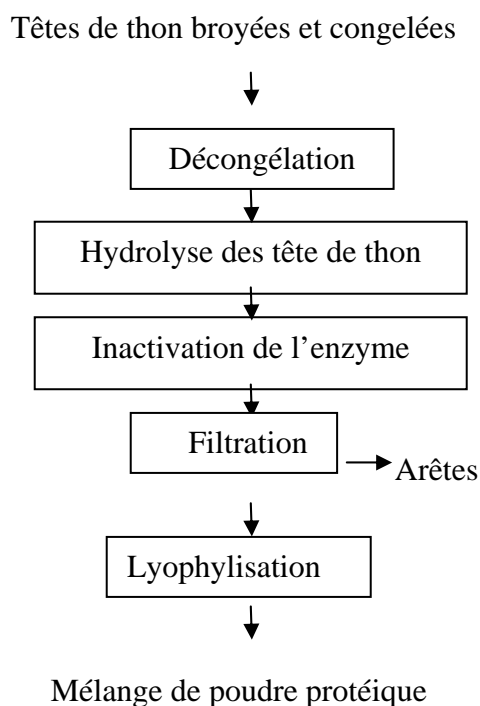 Têtes de thon broyées et congelées
Décongélation
Hydrolyse des tête de thon
Inactivation de l’enzyme
Filtration
Arêtes
Lyophylisation
Mélange de poudre protéique